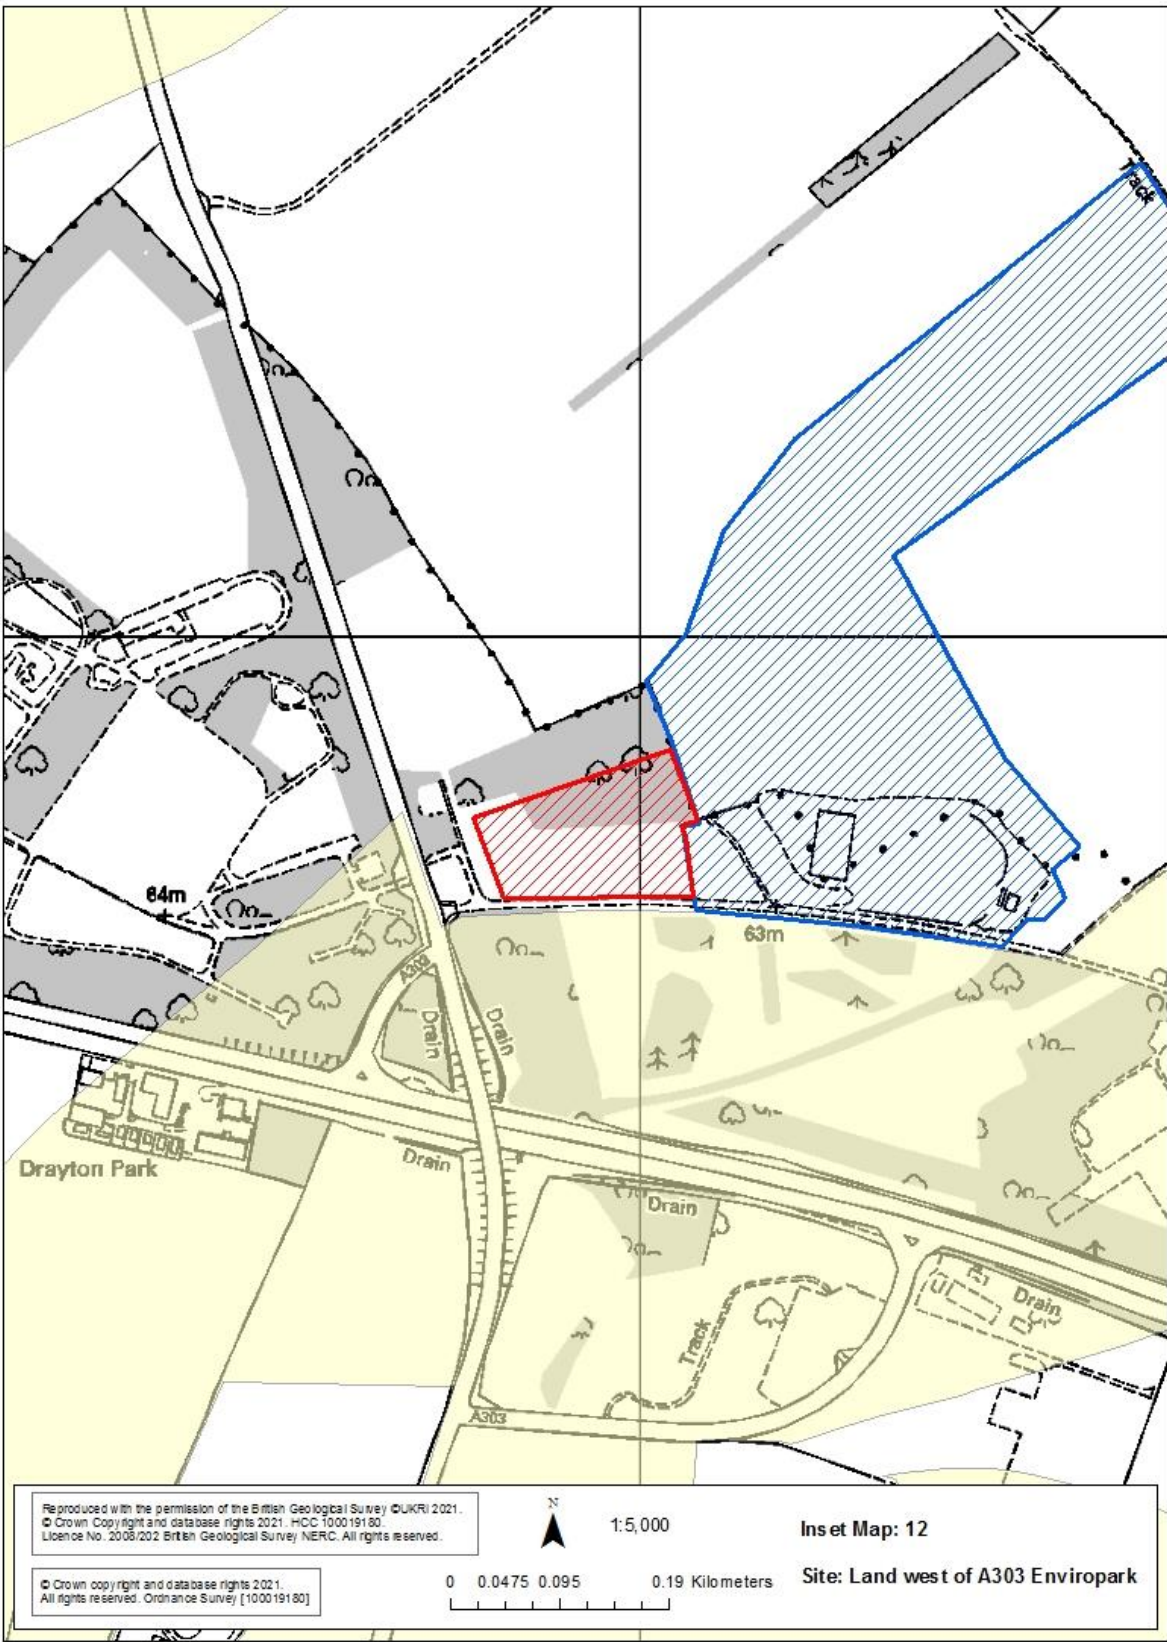 Track
64m
63m
A303
Drain
Drain
Drayton Park
Drain
Drain
Track
Drain
A303
Reproduced with the permission of the British Geological Survey ©UKRI 2021.
© Crown Copyright and database rights 2021. HCC 100019180.
Licence No. 2008/202 British Geological Survey NERC. All rights reserved.
© Crown copyright and database rights 2021.
All rights reserved. Ordnance Survey [100019180]
N
1:5,000
0 0.0475 0.095 0.19 Kilometers
Inset Map: 12
Site: Land west of A303 Enviropark